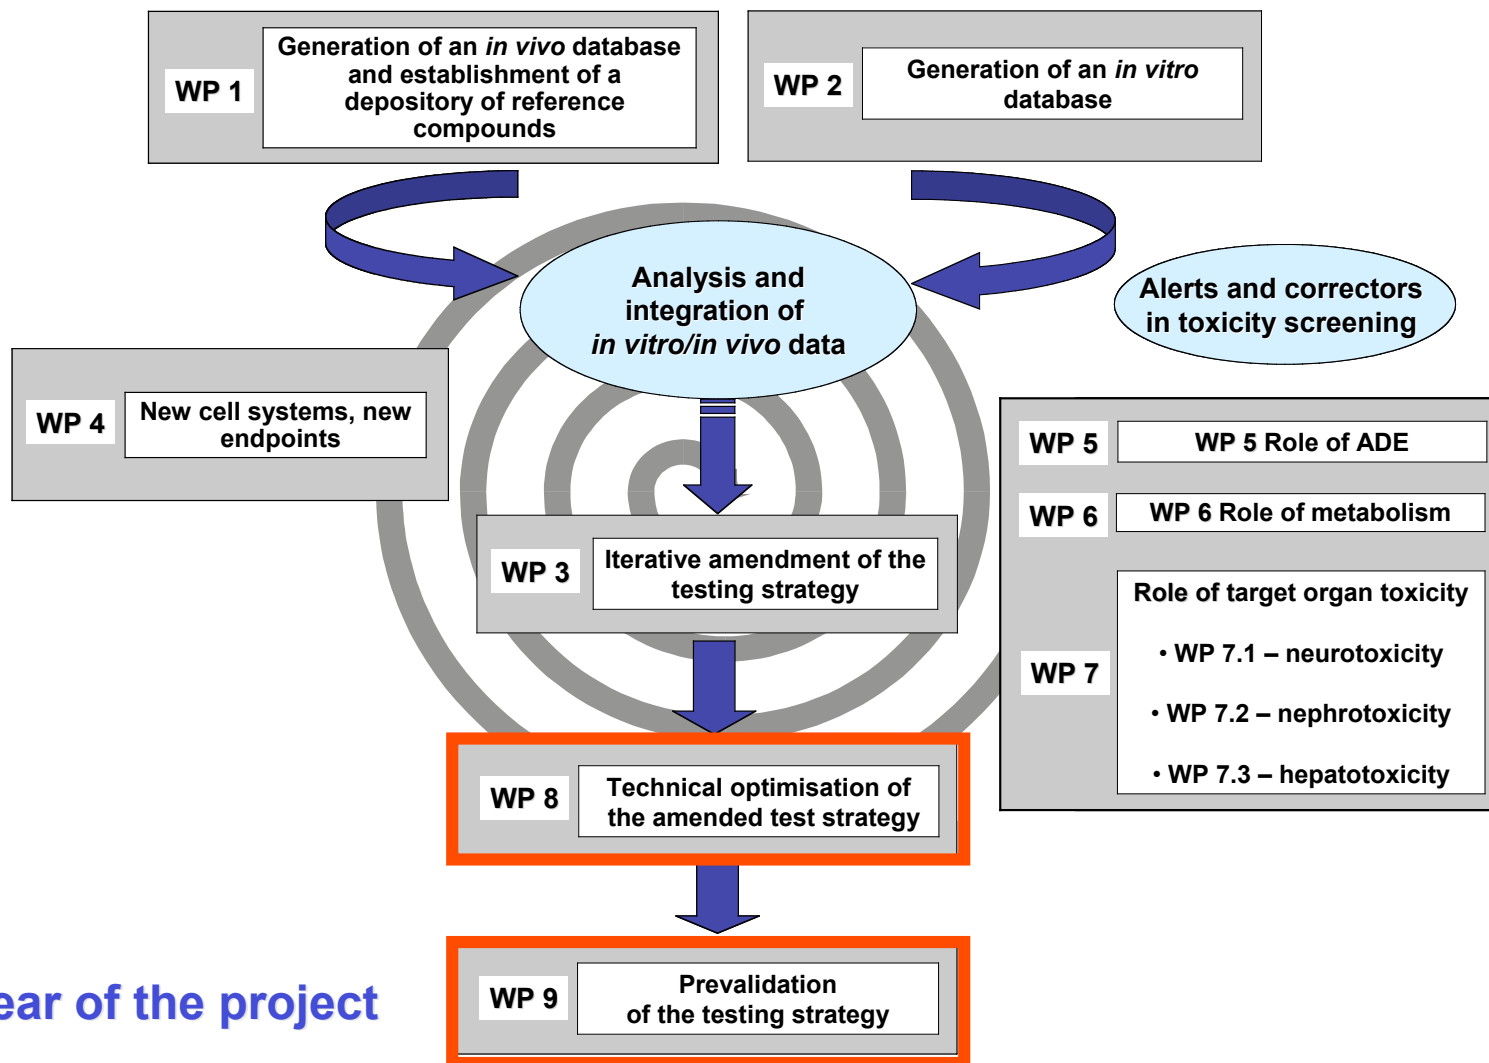 WP 1
Generation of an in vivo database
and establishment of a
depository of reference
compounds
WP 2
Generation of an in vitro
database
Analysis and
integration of
in vitro/in vivo data
Alerts and correctors
in toxicity screening
WP 4
New cell systems, new
endpoints
WP 5
WP 5 Role of ADE
WP 6
WP 6 Role of metabolism
WP 3
Iterative amendment of the
testing strategy
WP 7
Role of target organ toxicity
• WP 7.1 – neurotoxicity
• WP 7.2 – nephrotoxicity
• WP 7.3 – hepatotoxicity
WP 8
Technical optimisation of
the amended test strategy
WP 9
Prevalidation
of the testing strategy
of the project